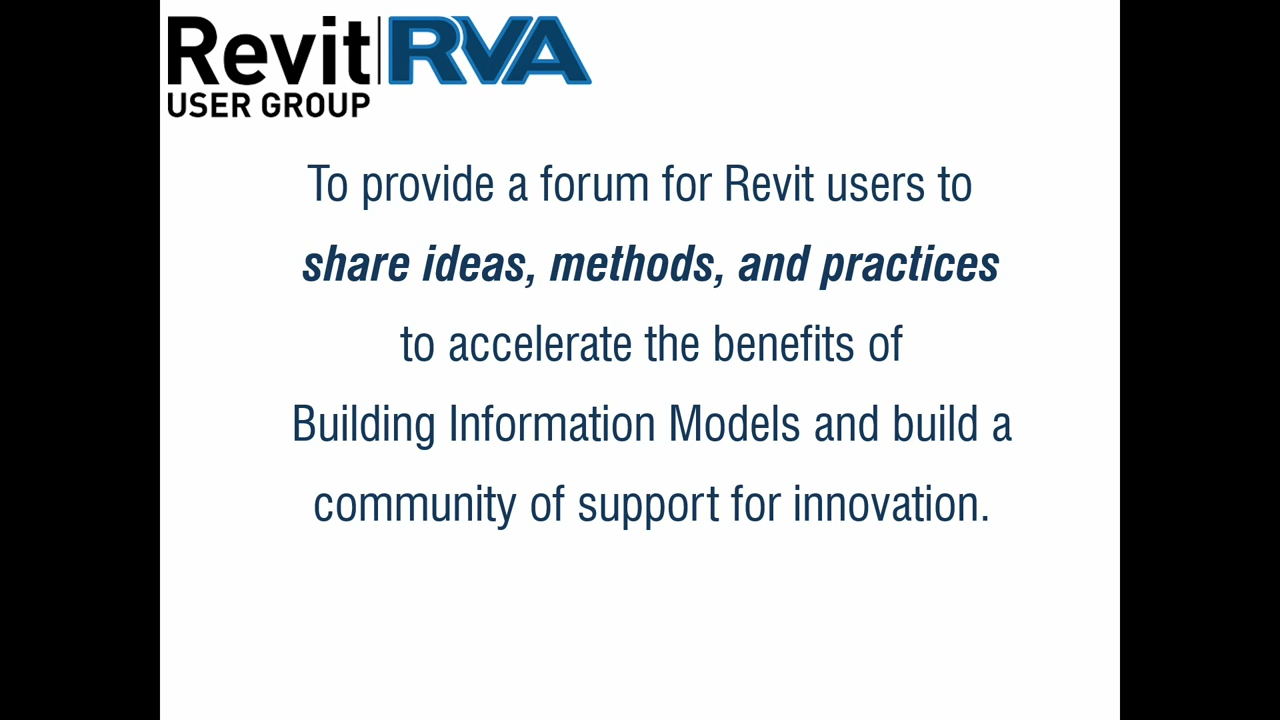 Revit RVA
USER GROUP
To provide a forum for Revit users to
share ideas, methods, and practices
to accelerate the benefits of
Building Information Models and build a
community of support for innovation.